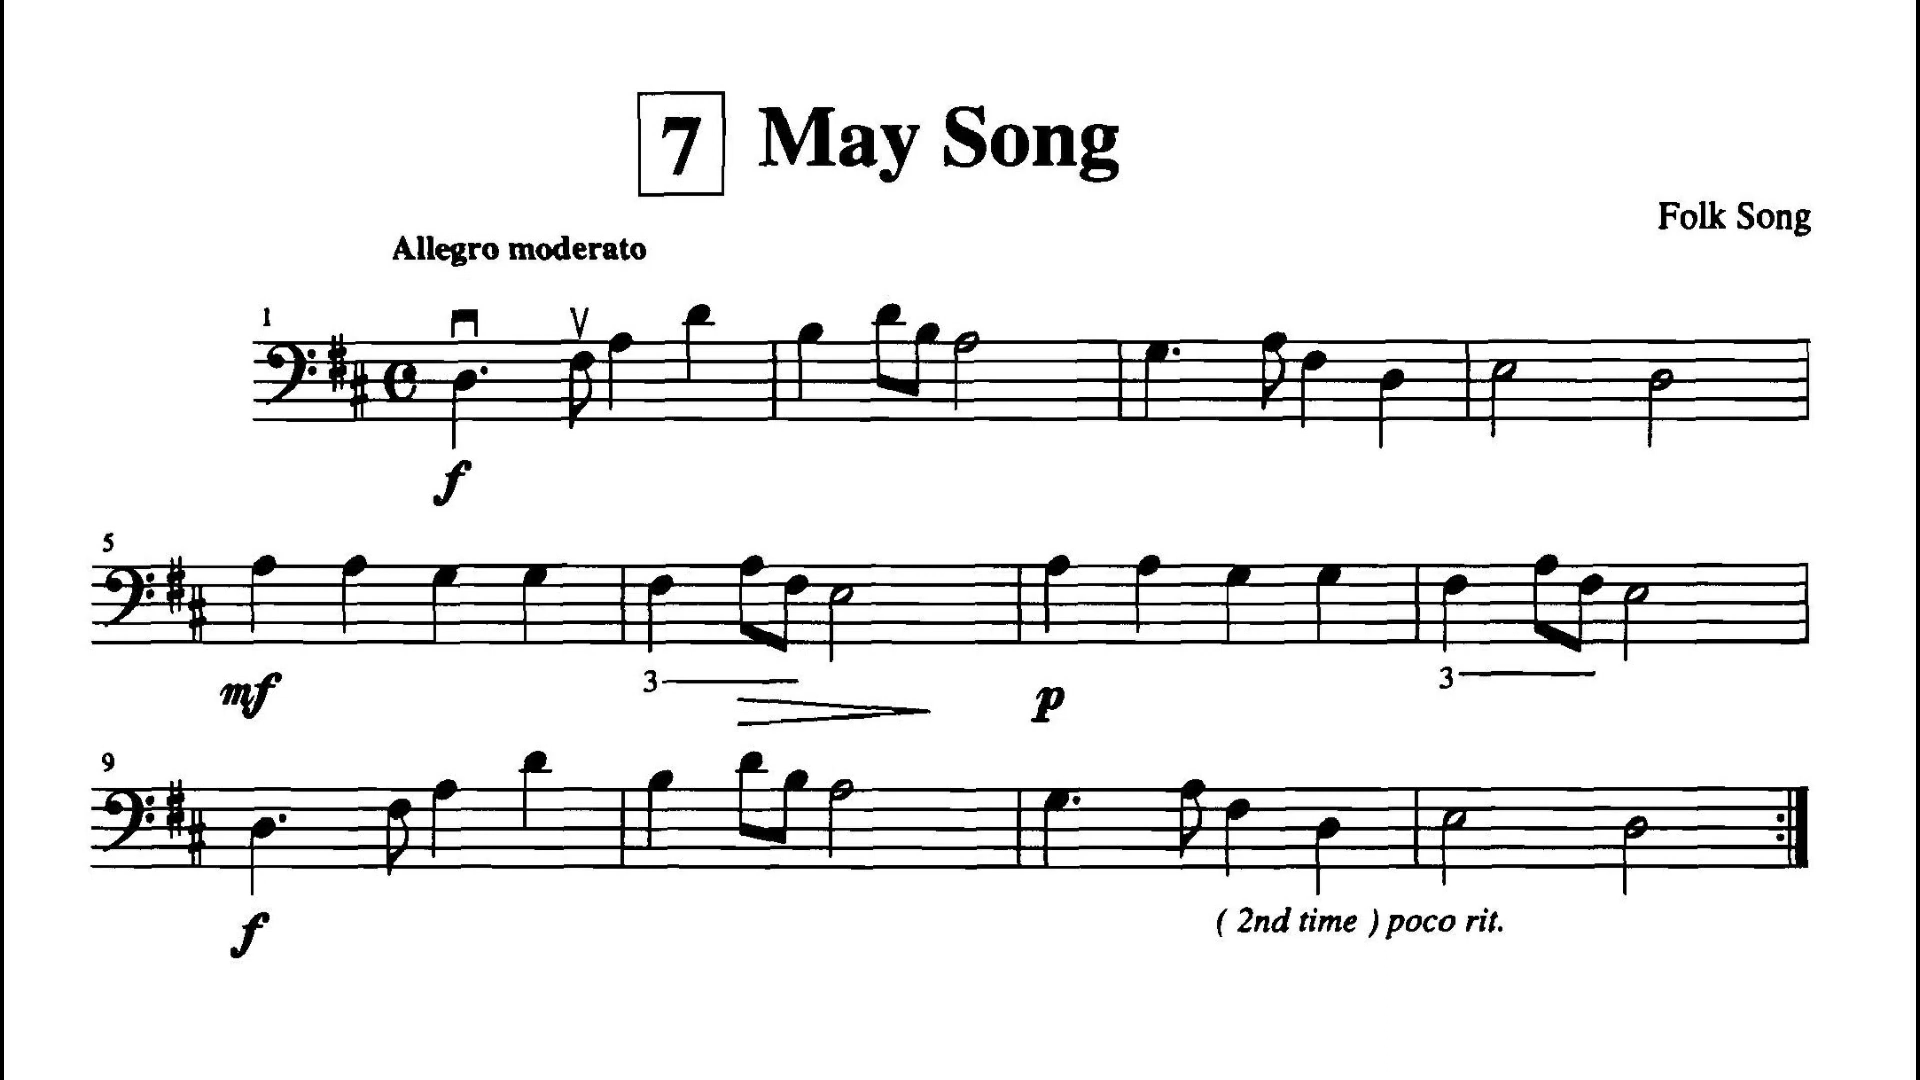 7 May Song
Folk Song
Allegro moderato
1
f
5
mf
3
p
3
9
f
( 2nd time ) poco rit.